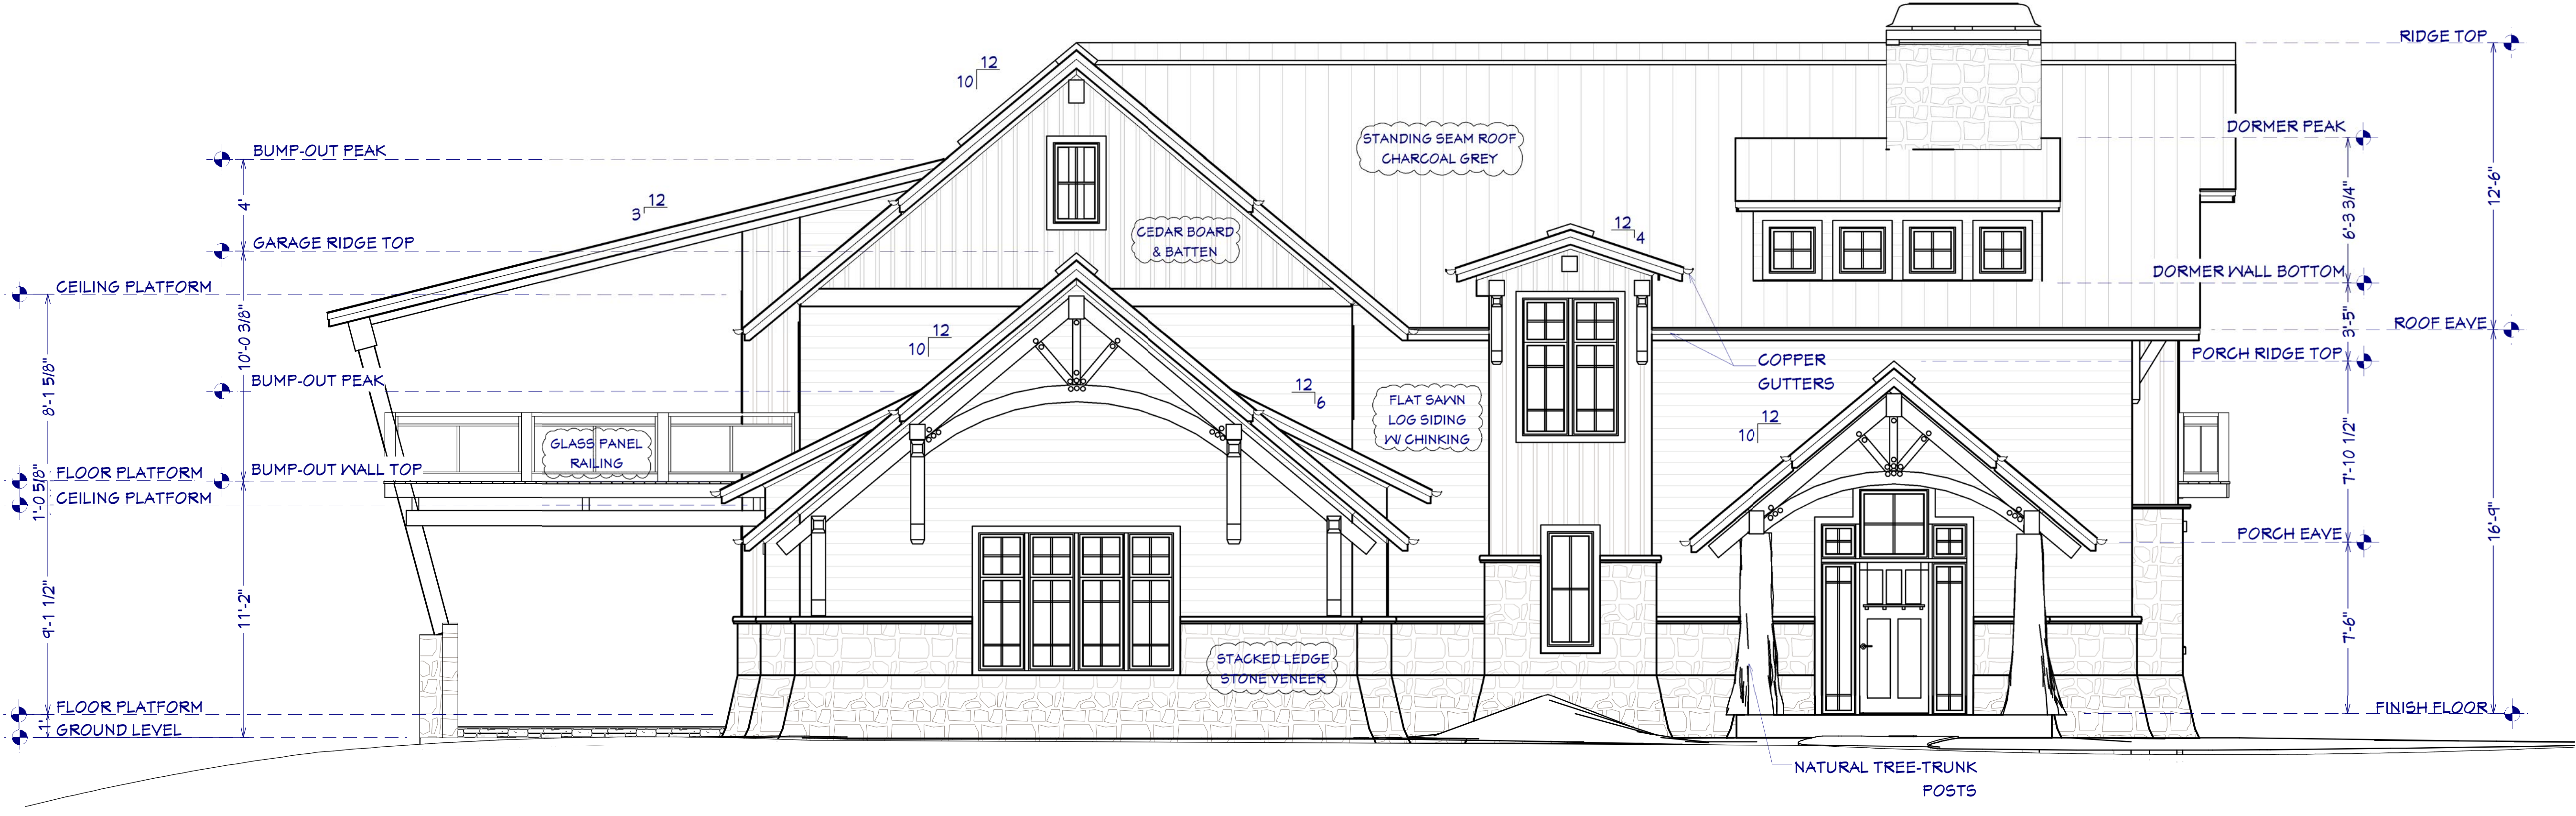 RIDGE TOP
12
10
DORMER PEAK
STANDING SEAM ROOF
CHARCOAL GREY
BUMP-OUT PEAK
12'-6"
4'
12
3
6'-3 3/4"
CEDAR BOARD
& BATTEN
12
4
GARAGE RIDGE TOP
DORMER WALL BOTTOM
CEILING PLATFORM
10'-0 3/8"
3'-5"
ROOF EAVE
12
10
PORCH RIDGE TOP
COPPER
GUTTERS
8'-1 5/8"
BUMP-OUT PEAK
12
6
FLAT SAWN
LOG SIDING
W/ CHINKING
12
10
7'-10 1/2"
GLASS PANEL
RAILING
FLOOR PLATFORM
BUMP-OUT WALL TOP
1'-0 5/8"
CEILING PLATFORM
16'-9"
PORCH EAVE
9'-1 1/2"
11'-2"
7'-6"
STACKED LEDGE
STONE VENEER
FLOOR PLATFORM
FINISH FLOOR
1'
GROUND LEVEL
NATURAL TREE-TRUNK
POSTS